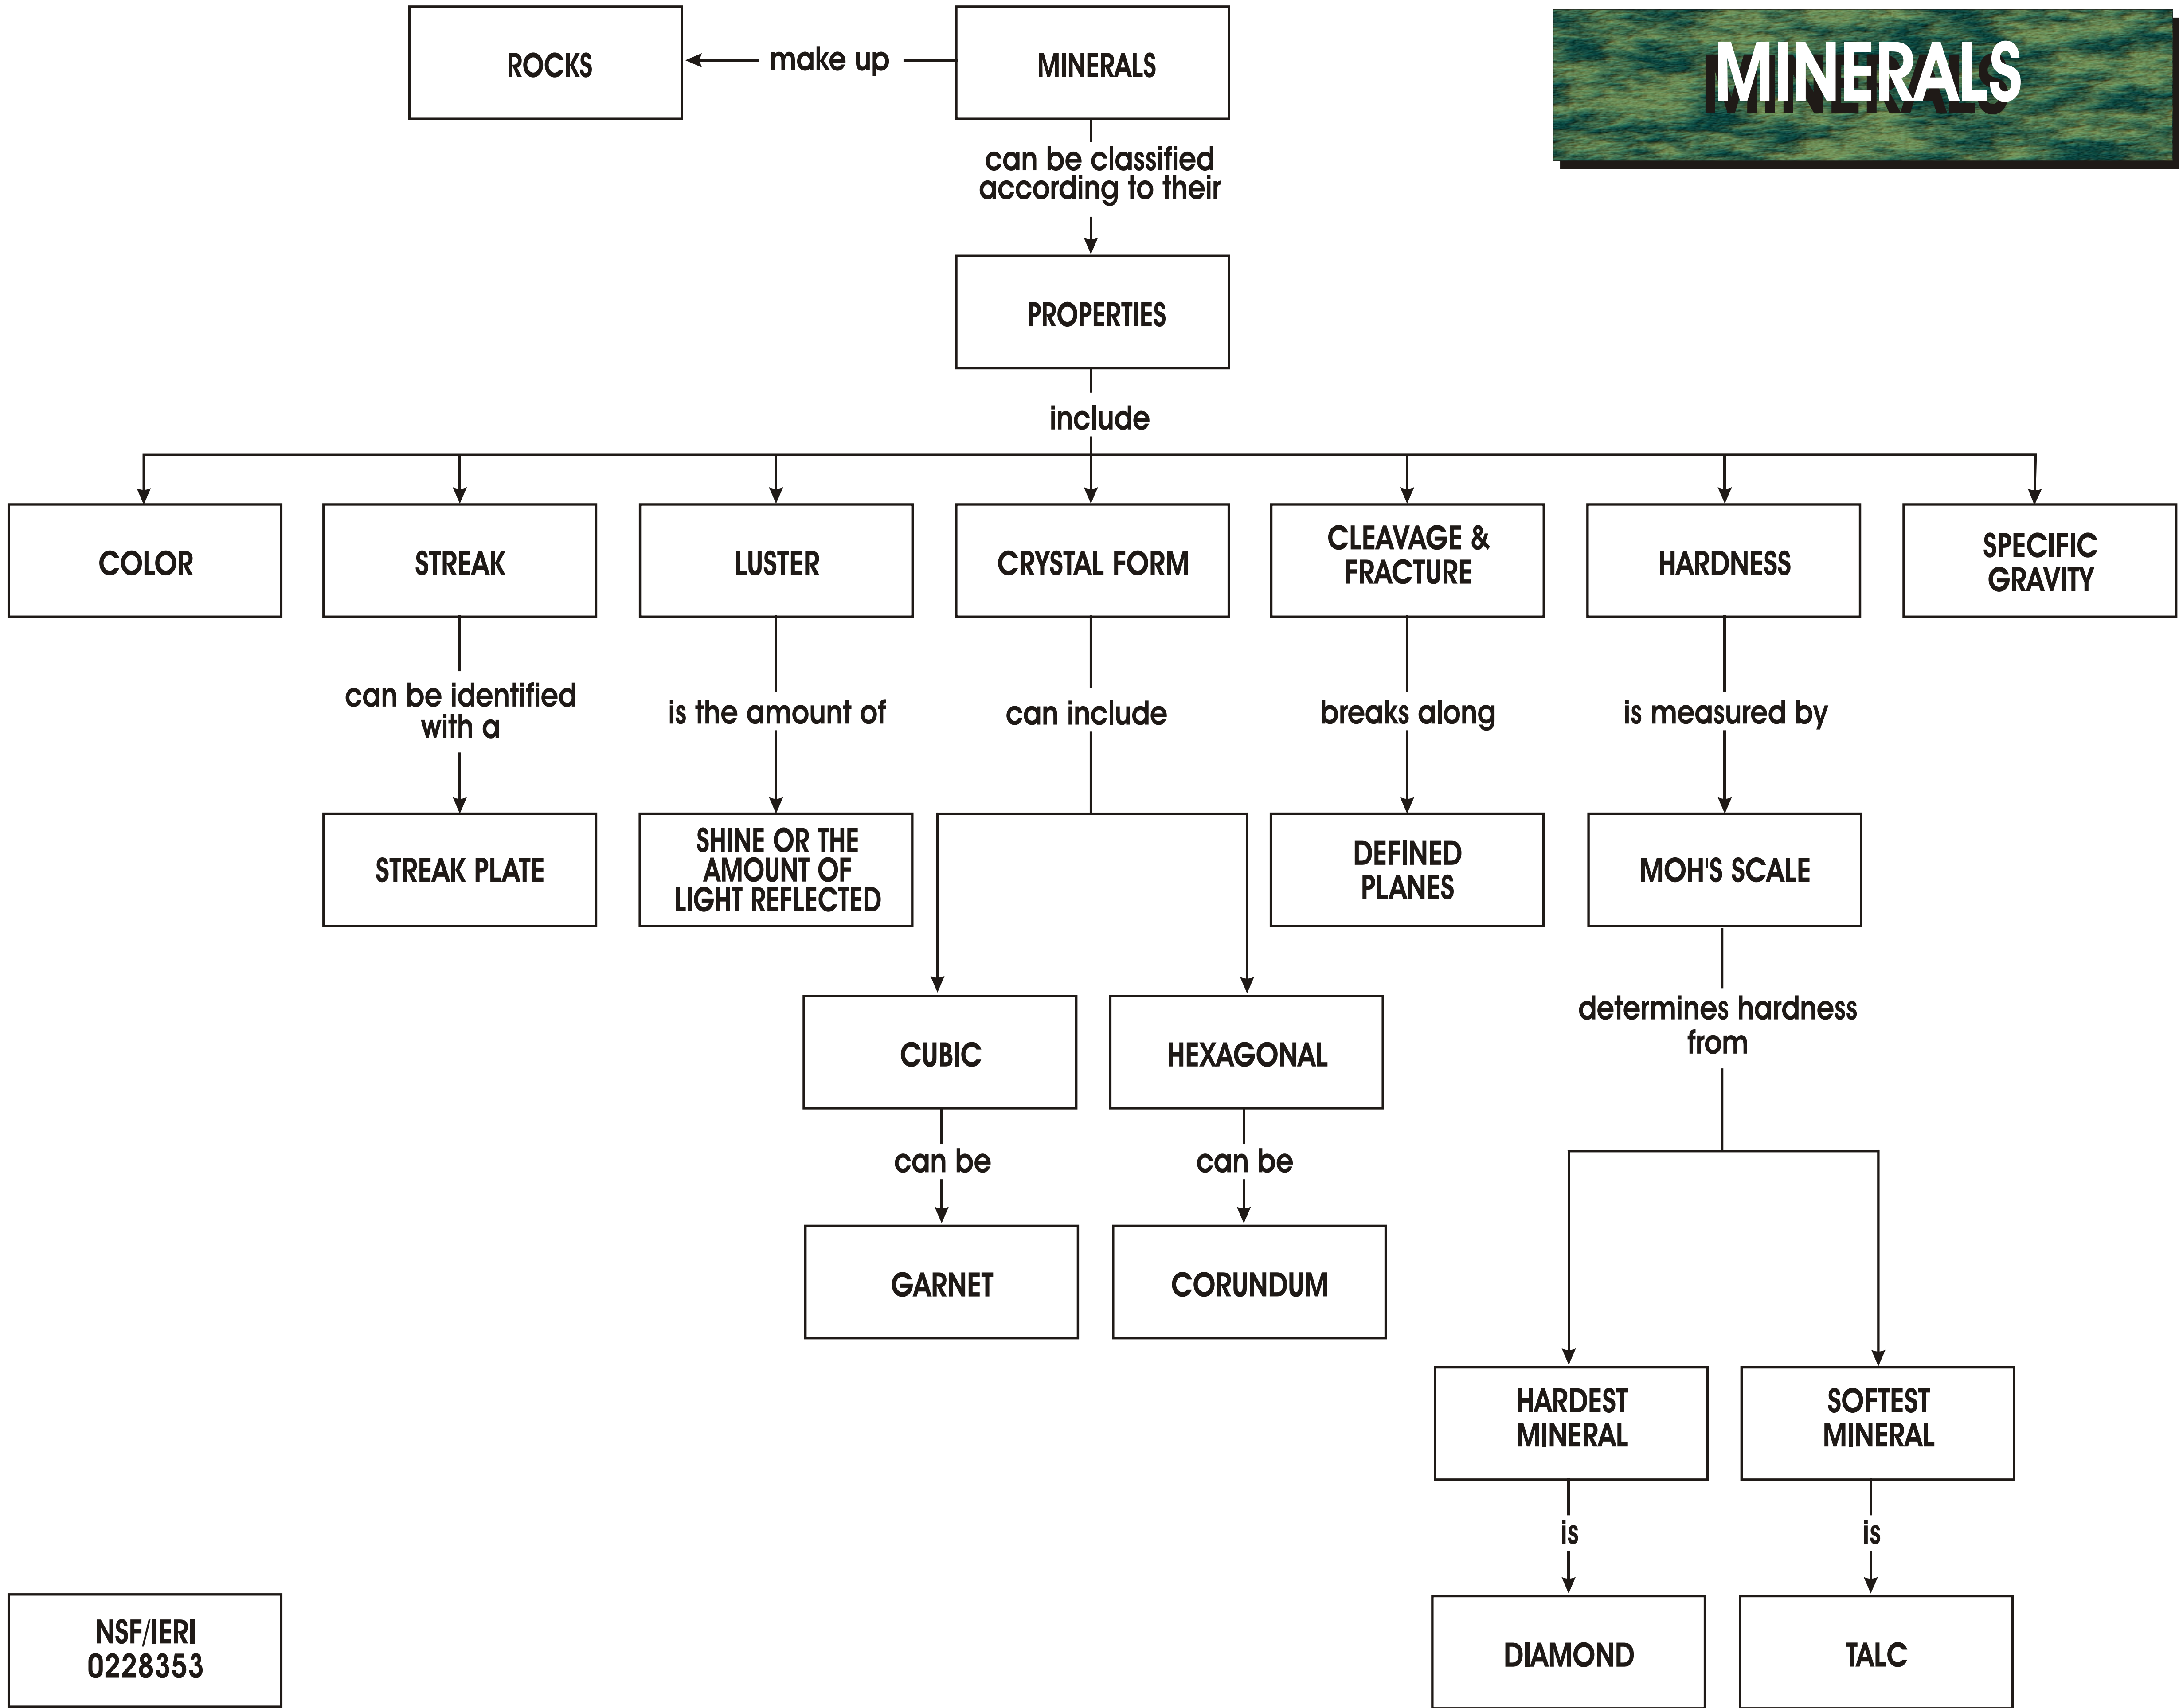 ROCKS
make up
MINERALS
MINERALS
can be classified
according to their
PROPERTIES
include
COLOR
STREAK
LUSTER
CRYSTAL FORM
CLEAVAGE &
FRACTURE
HARDNESS
SPECIFIC
GRAVITY
can be identified
with a
is the amount of
can include
breaks along
is measured by
STREAK PLATE
SHINE OR THE
AMOUNT OF
LIGHT REFLECTED
DEFINED
PLANES
MOH'S SCALE
determines hardness
from
CUBIC
HEXAGONAL
can be
can be
GARNET
CORUNDUM
HARDEST
MINERAL
SOFTEST
MINERAL
is
is
DIAMOND
TALC
NSF/IERI
0228353